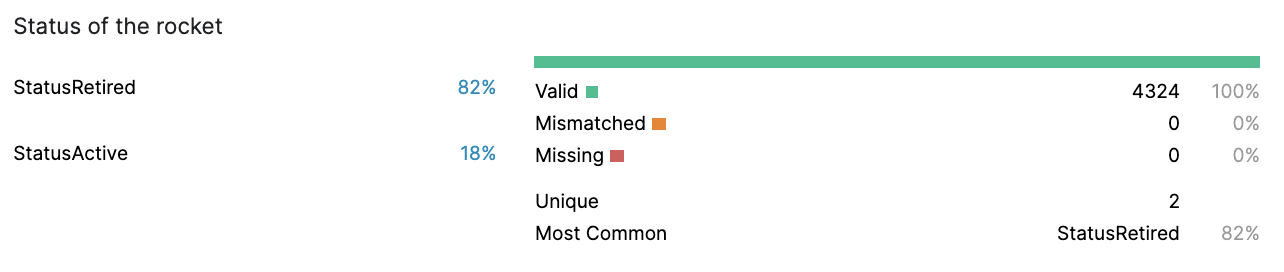 Status of the rocket
StatusRetired 82%
StatusActive 18%
Valid 4324 100%
Mismatched 0 0%
Missing 0 0%
Unique 2
Most Common StatusRetired 82%